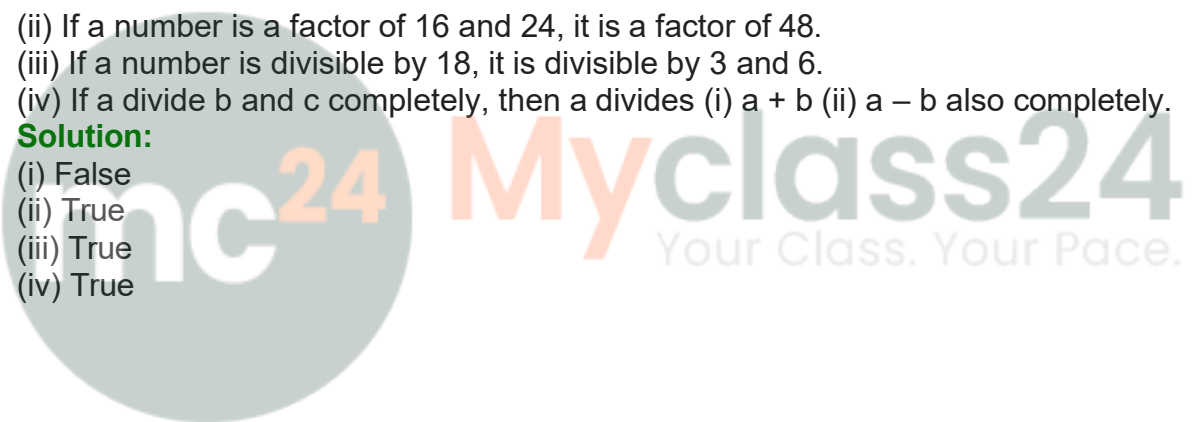 (ii) If a number is a factor of 16 and 24, it is a factor of 48.
(iii) If a number is divisible by 18, it is divisible by 3 and 6.
(iv) If a divide b and c completely, then a divides (i) a + b (ii) a – b also completely.
Solution:
(i) False
(ii) True
(iii) True
(iv) True
mc24
Myclass24
Your Class. Your Pace.